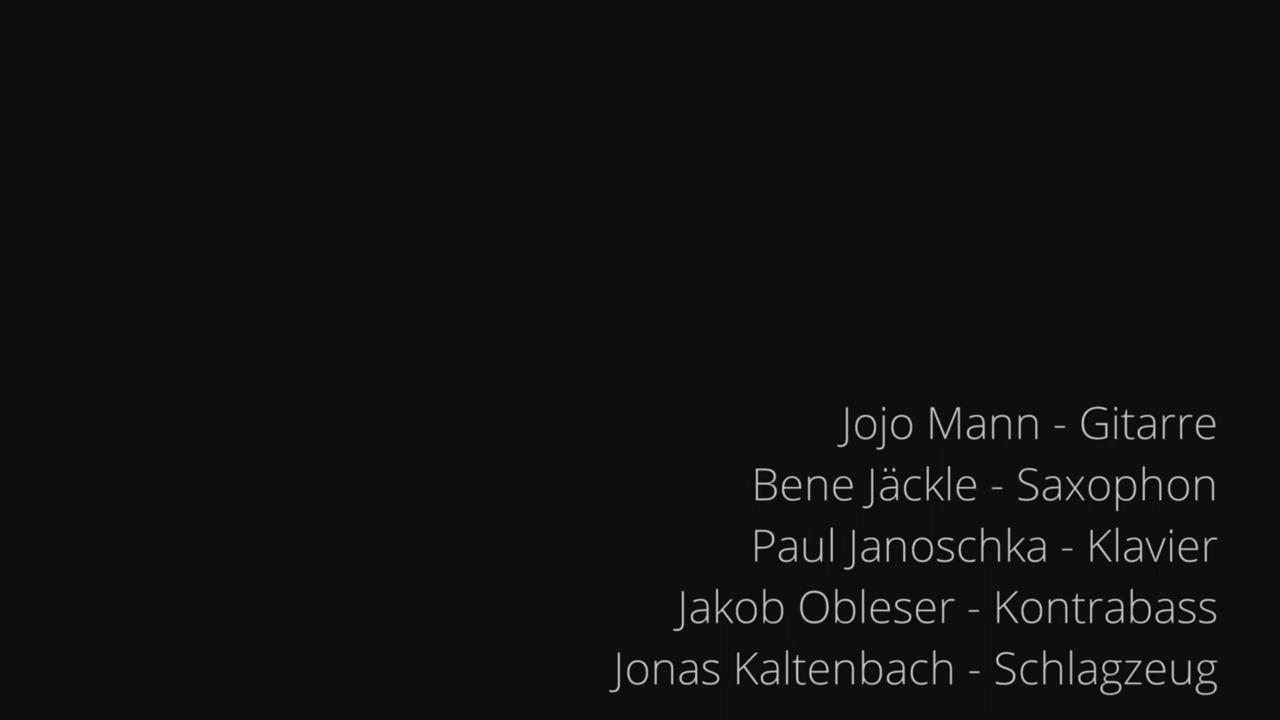 Jojo Mann - Gitarre
Bene Jäckle - Saxophon
Paul Janoschka - Klavier
Jakob Obleser - Kontrabass
Jonas Kaltenbach - Schlagzeug